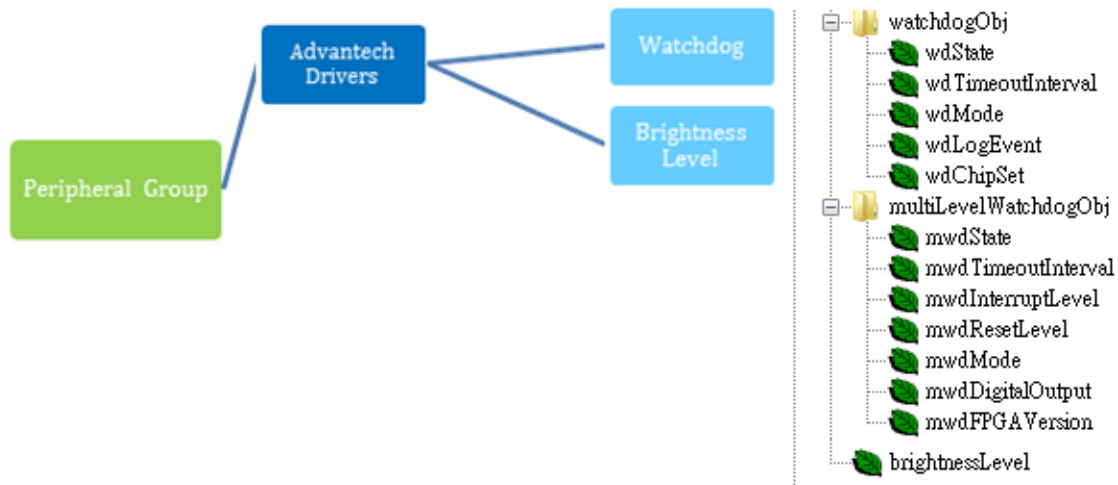 Advantech
Drivers
Watchdog
Brightness
Level
Peripheral Group
watchdogObj
wdState
wdTimeoutInterval
wdMode
wdLogEvent
wdChipSet
multiLevelWatchdogObj
mwdState
mwdTimeoutInterval
mwdInterruptLevel
mwdResetLevel
mwdMode
mwdDigitalOutput
mwdFPGAVersion
brightnessLevel